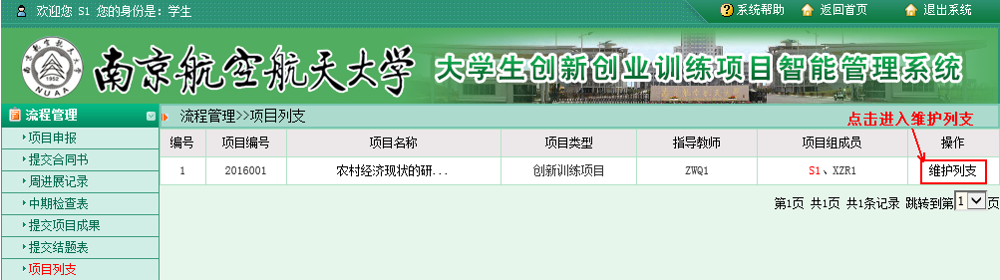 欢迎您 S1 您的身份是：学生 系统帮助 返回首页 退出系统
1952
NUAA
南京航空航天大学 大学生创新创业训练项目智能管理系统
流程管理
项目申报
提交合同书
周进展记录
中期检查表
提交项目成果
提交结题表
项目列支
流程管理>>项目列支
点击进入维护列支
编号 项目编号 项目名称 项目类型 指导教师 项目组成员 操作
1 2016001 农村经济现状的研... 创新训练项目 ZWQ1 S1、XZR1 维护列支
第1页 共1页 共1条记录 跳转到第 1 页